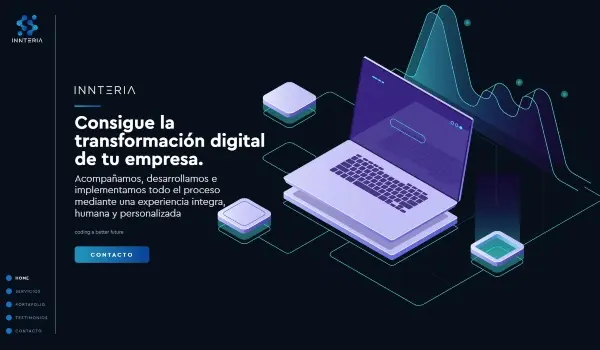 INNTERIA
INNTERIA
Consigue la
transformación digital
de tu empresa.
Acompañamos, desarrollamos e
implementamos todo el proceso
mediante una experiencia integra,
humana y personalizada
coding a better future
CONTACTO
HOME
SERVICIOS
PORTAFOLIO
TESTIMONIOS
CONTACTO